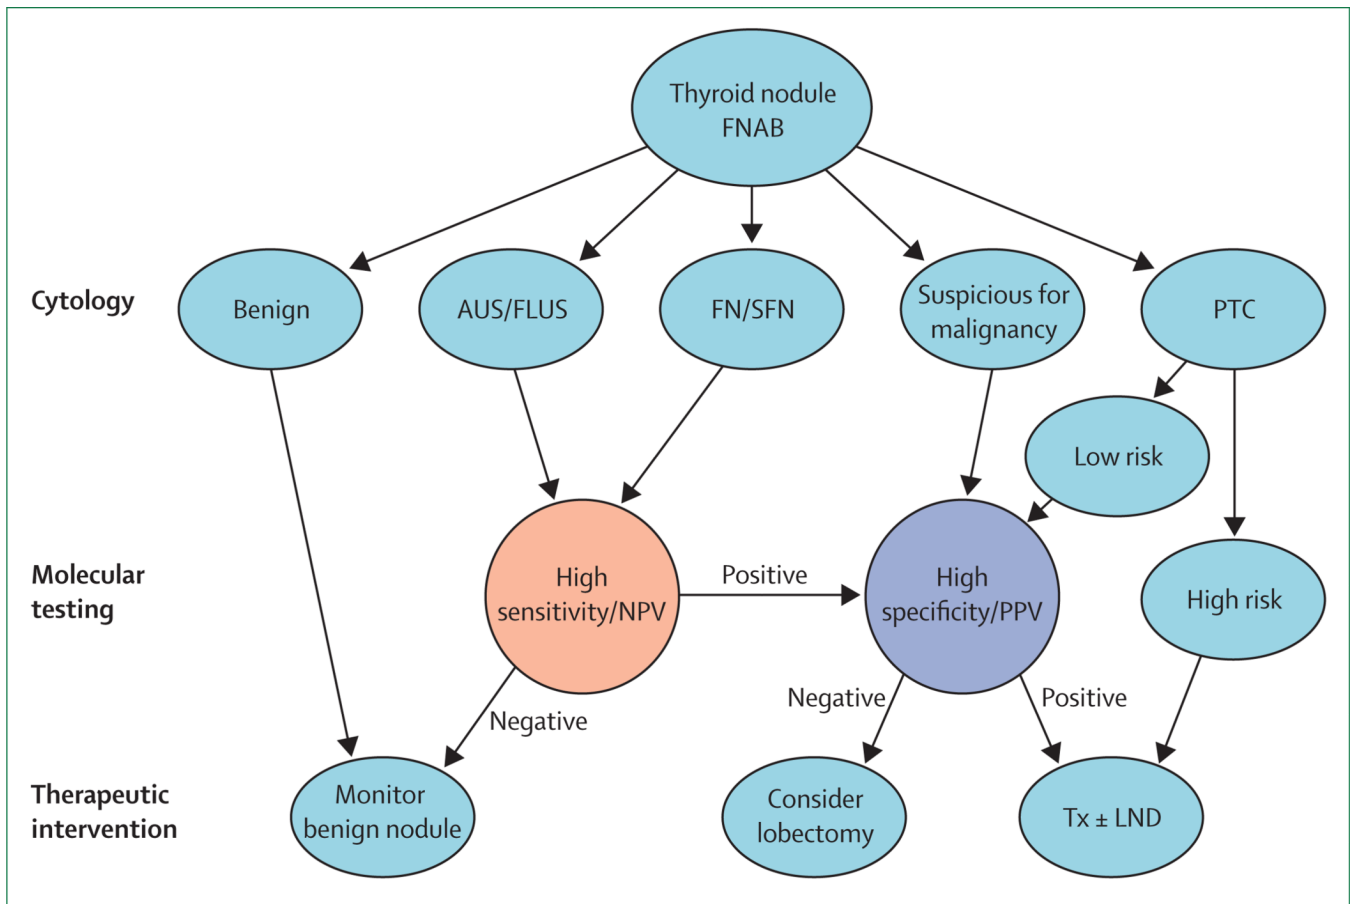 Thyroid nodule
FNAB
Cytology
Benign
AUS/FLUS
FN/SFN
Suspicious for
malignancy
PTC
Low risk
Molecular
testing
High
sensitivity/NPV
Positive
High
specificity/PPV
High risk
Negative
Negative
Positive
Therapeutic
intervention
Monitor
benign nodule
Consider
lobectomy
Tx ± LND